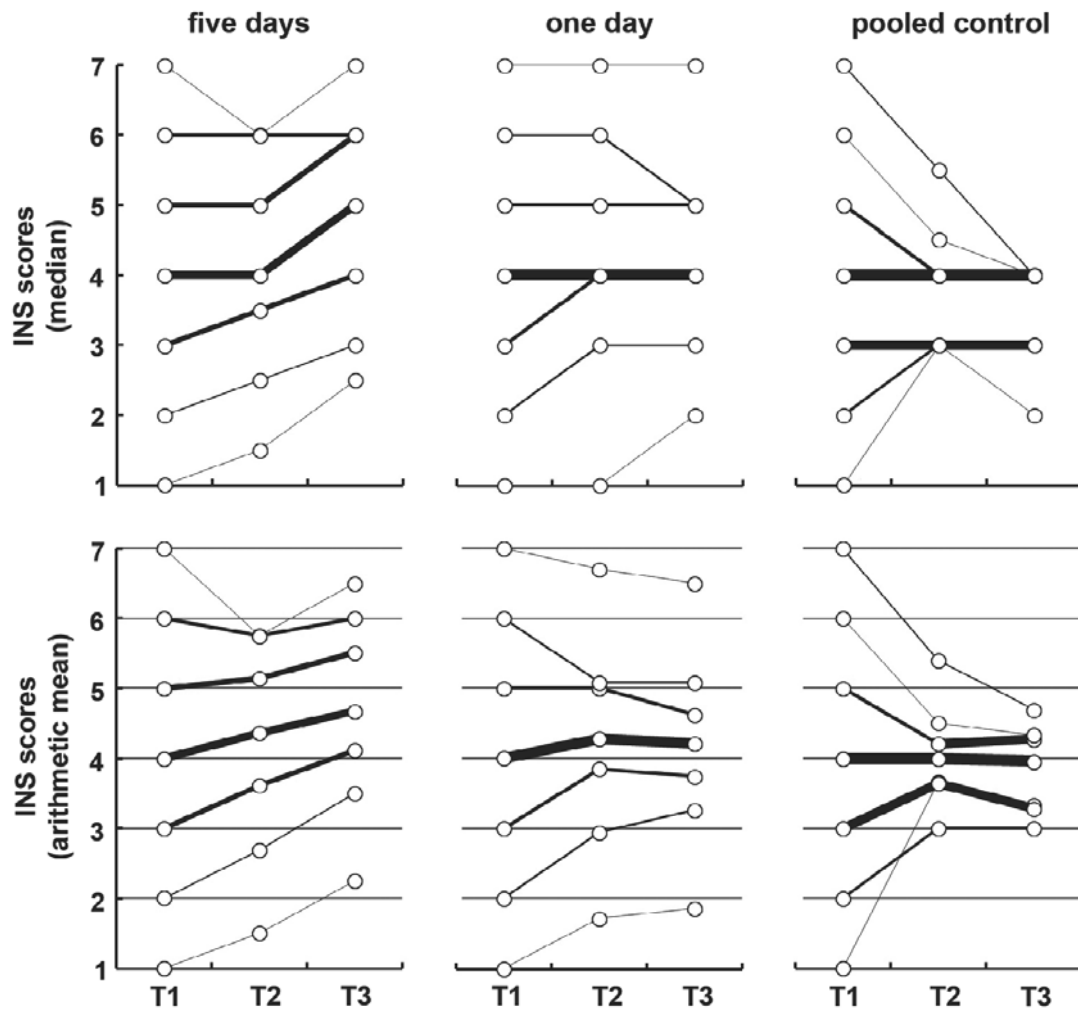 five days one day pooled control
INS scores
(median)
7
6
5
4
3
2
1
INS scores
(arithmetic mean)
7
6
5
4
3
2
1
T1 T2 T3 T1 T2 T3 T1 T2 T3